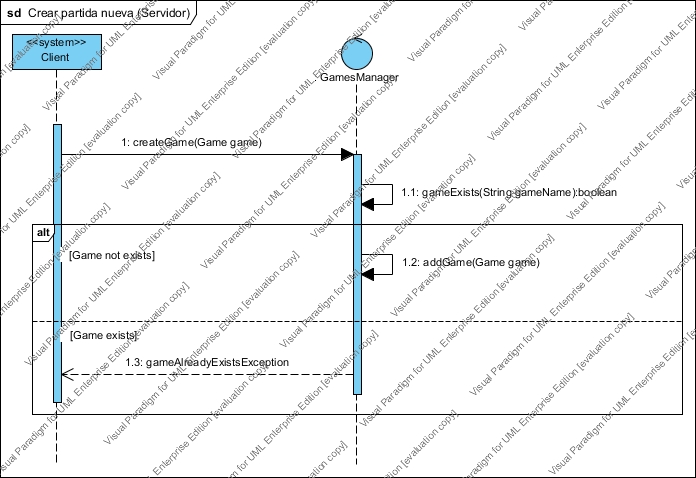 sd Crear partida nueva (Servidor)
<<system>>
Client
GamesManager
1: createGame(Game game)
1.1: gameExists(String gameName):boolean
alt
[Game not exists]
1.2: addGame(Game game)
[Game exists]
1.3: gameAlreadyExistsException
Visual Paradigm for UML Enterprise Edition [evaluation copy]